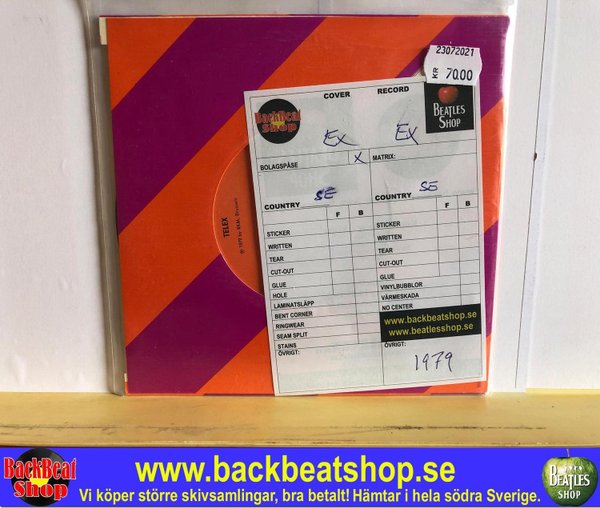 23072021
KR 70.00
COVER
RECORD
BackBeat
Shop
BEATLES
SHOP
Ex
Ex
BOLAGSPÅSE
X
MATRIX:
COUNTRY SE
COUNTRY SE
F B
F B
STICKER
STICKER
WRITTEN
WRITTEN
TEAR
TEAR
CUT-OUT
CUT-OUT
GLUE
GLUE
HOLE
VINYLBUBBLOR
LAMINATSLÄPP
VÄRMESKADA
BENT CORNER
NO CENTER
RINGWEAR
SEAM SPLIT
STAINS
www.backbeatshop.se
www.beatlesshop.se
ÖVRIGT:
ÖVRIGT:
1979
TELEX
BackBeat
Shop
www.backbeatshop.se
Vi köper större skivsamlingar, bra betalt! Hämtar i hela södra Sverige.
BEATLES
SHOP